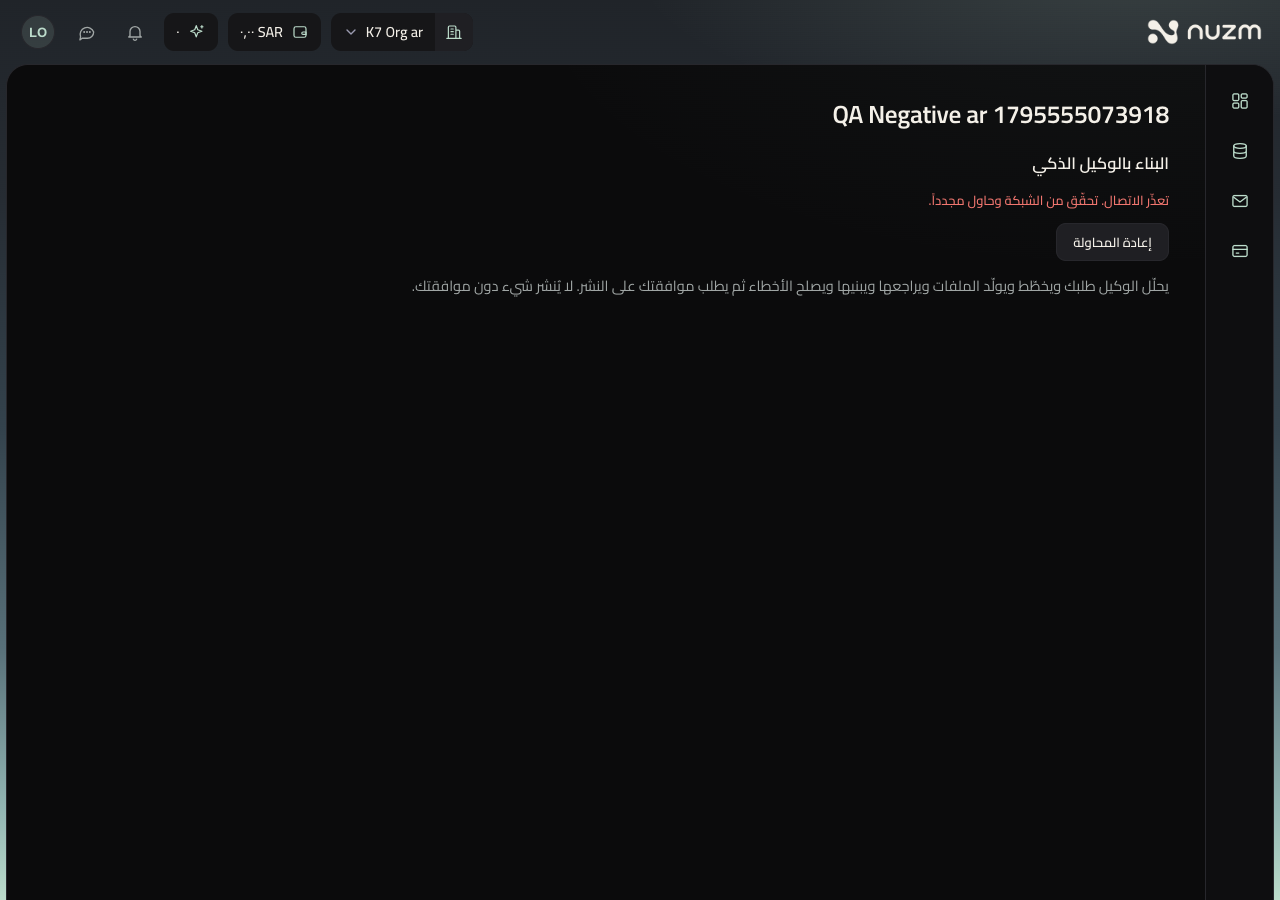 nuzm
K7 Org ar
٠,٠٠ SAR
٠
LO
QA Negative ar 1795555073918
البناء بالوكيل الذكي
تعذّر الاتصال. تحقّق من الشبكة وحاول مجدداً.
إعادة المحاولة
يحلّل الوكيل طلبك ويخطّط ويولّد الملفات ويراجعها ويبنيها ويصلح الأخطاء ثم يطلب موافقتك على النشر. لا يُنشر شيء دون موافقتك.